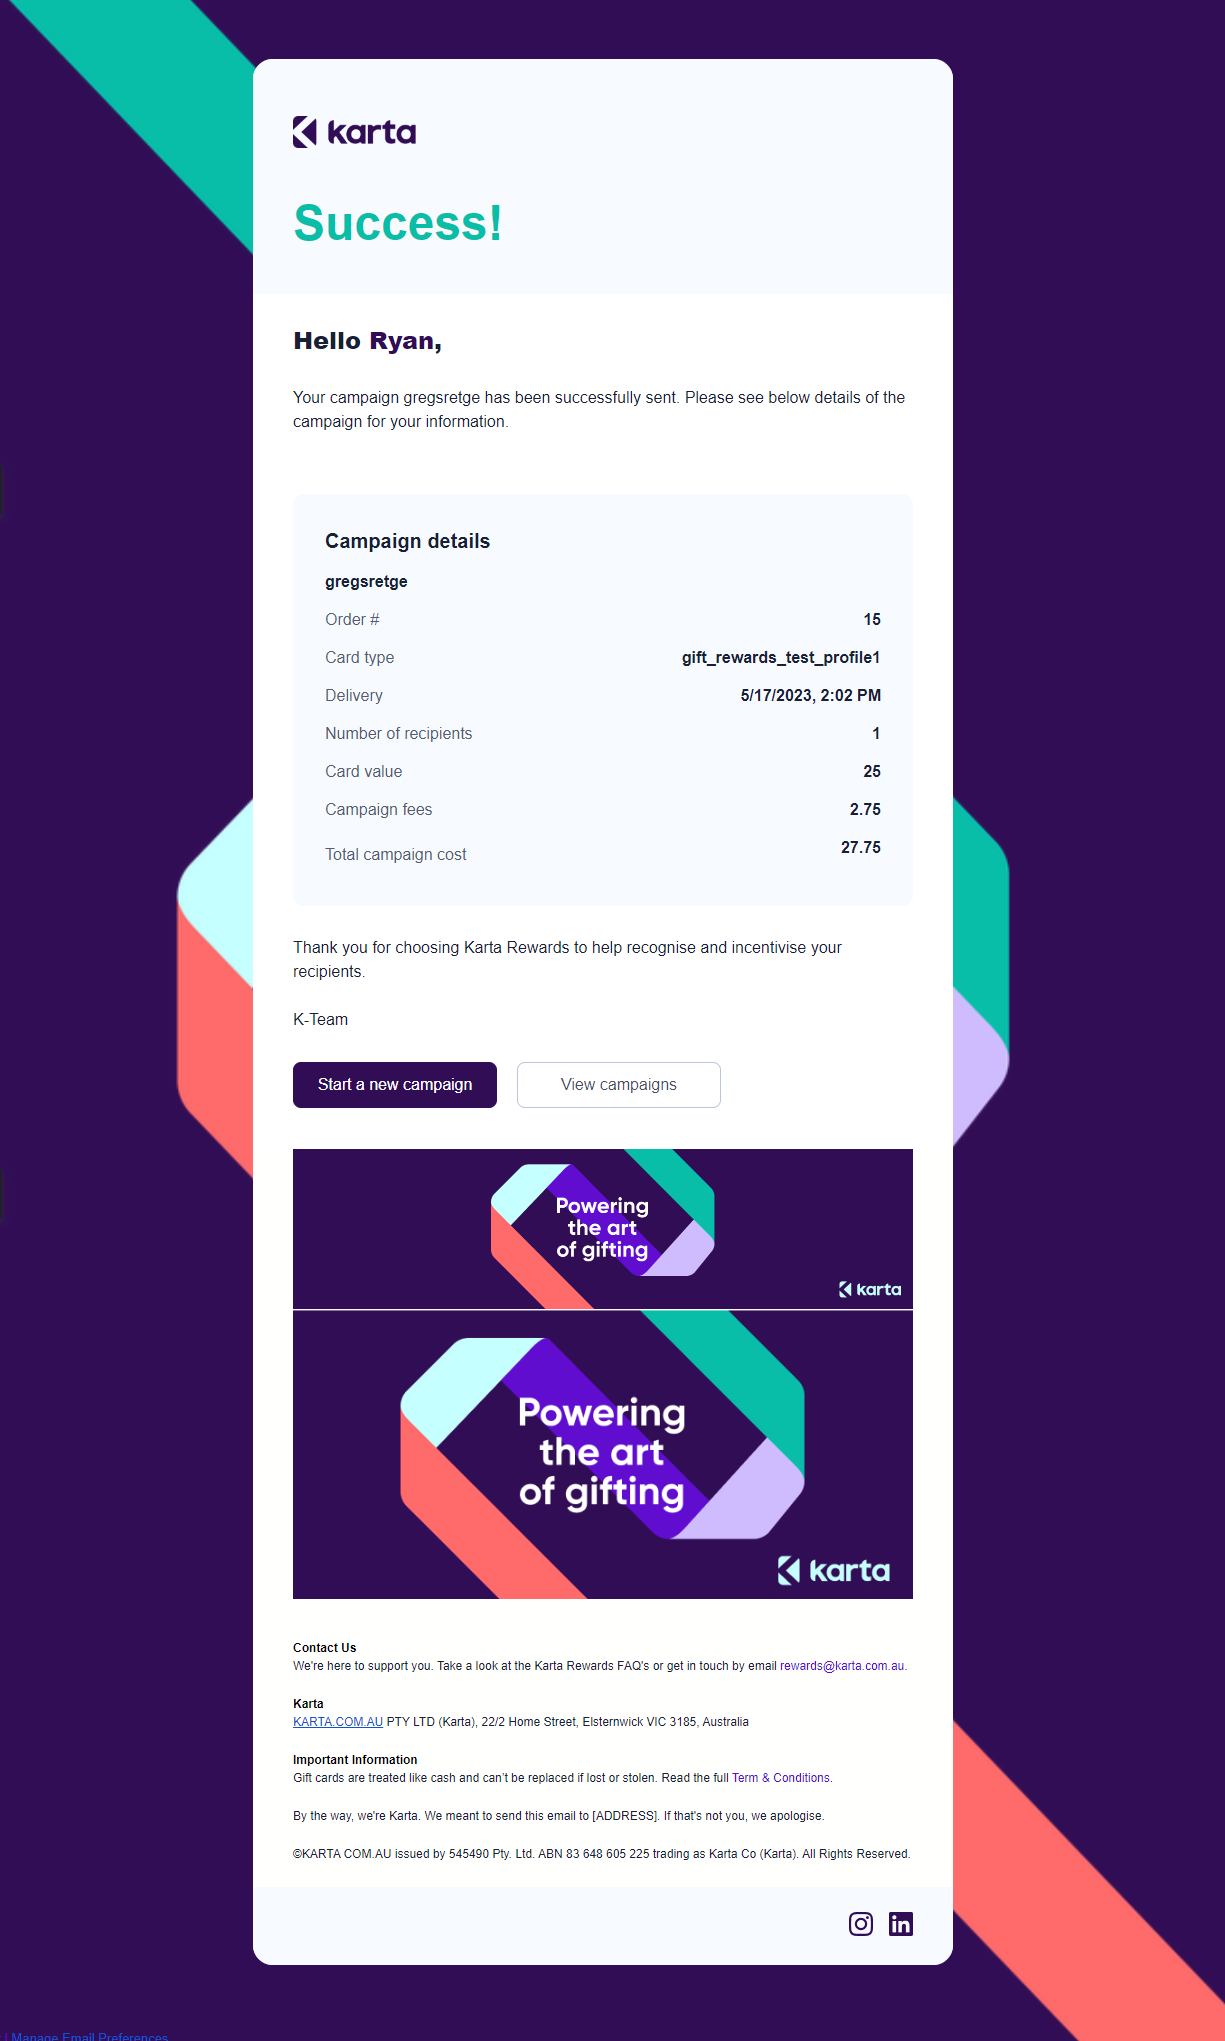 karta
Success!
Hello Ryan,
Your campaign gregsretge has been successfully sent. Please see below details of the
campaign for your information.
Campaign details
gregsretge
Order # 15
Card type gift_rewards_test_profile1
Delivery 5/17/2023, 2:02 PM
Number of recipients 1
Card value 25
Campaign fees 2.75
Total campaign cost 27.75
Thank you for choosing Karta Rewards to help recognise and incentivise your
recipients.
K-Team
Start a new campaign View campaigns
Powering
the art
of gifting
karta
Powering
the art
of gifting
karta
Contact Us
We're here to support you. Take a look at the Karta Rewards FAQ's or get in touch by email rewards@karta.com.au.
Karta
KARTA.COM.AU PTY LTD (Karta), 22/2 Home Street, Elsternwick VIC 3185, Australia
Important Information
Gift cards are treated like cash and can't be replaced if lost or stolen. Read the full Term & Conditions.
By the way, we're Karta. We meant to send this email to [ADDRESS]. If that's not you, we apologise.
©KARTA COM.AU issued by 545490 Pty. Ltd. ABN 83 648 605 225 trading as Karta Co (Karta). All Rights Reserved.
in
| Manage Email Preferences